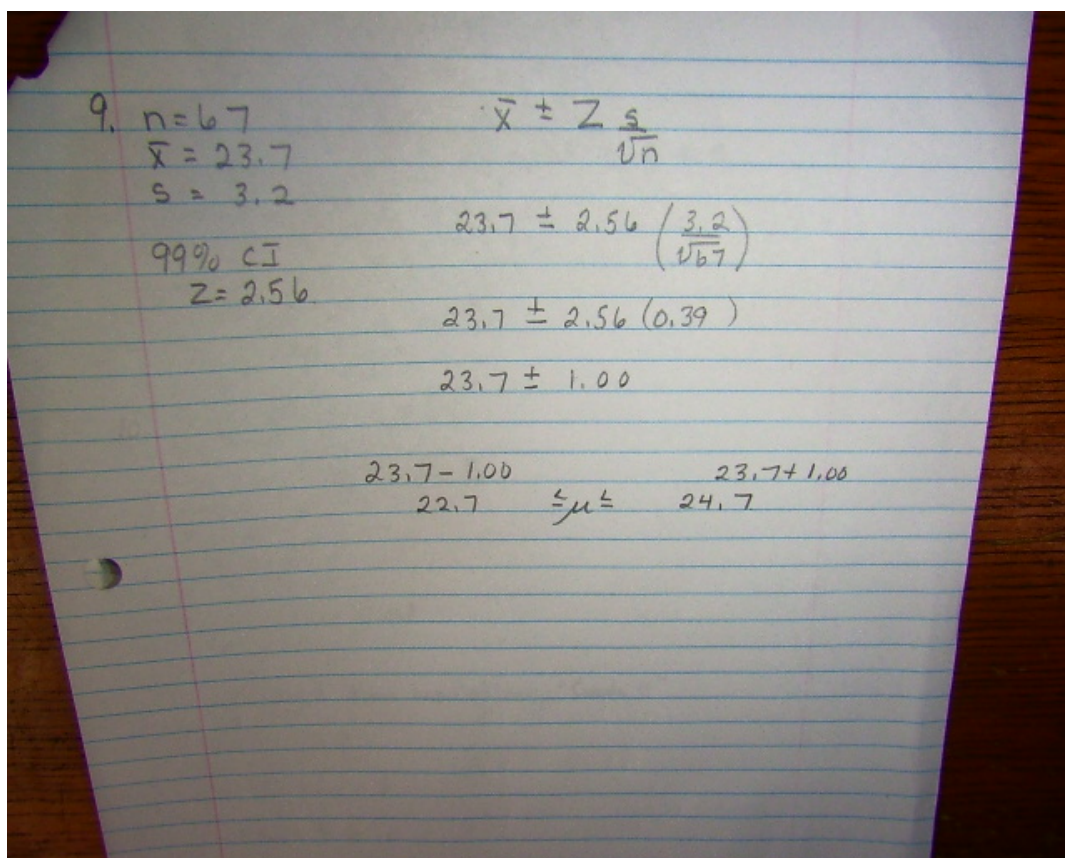 9. n = 67
x̄ = 23.7
s = 3.2
99% CI
Z = 2.56
x̄ ± Z s/√n
23.7 ± 2.56 (3.2/√67)
23.7 ± 2.56 (0.39 )
23.7 ± 1.00
23.7 - 1.00 23.7 + 1.00
22.7 ≤ μ ≤ 24.7